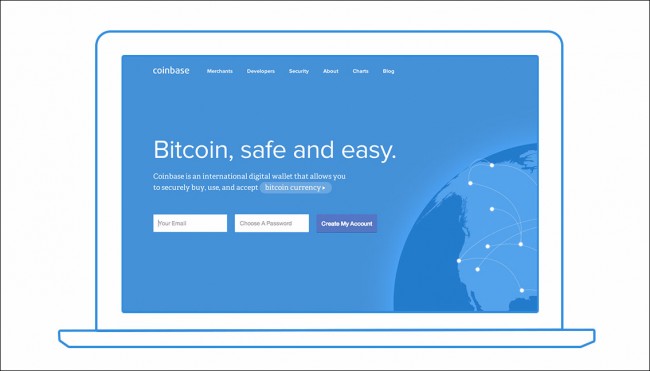 coinbase Merchants Developers Security About Charts Blog
Bitcoin, safe and easy.
Coinbase is an international digital wallet that allows you
to securely buy, use, and accept bitcoin currency ▸
Your Email Choose A Password Create My Account